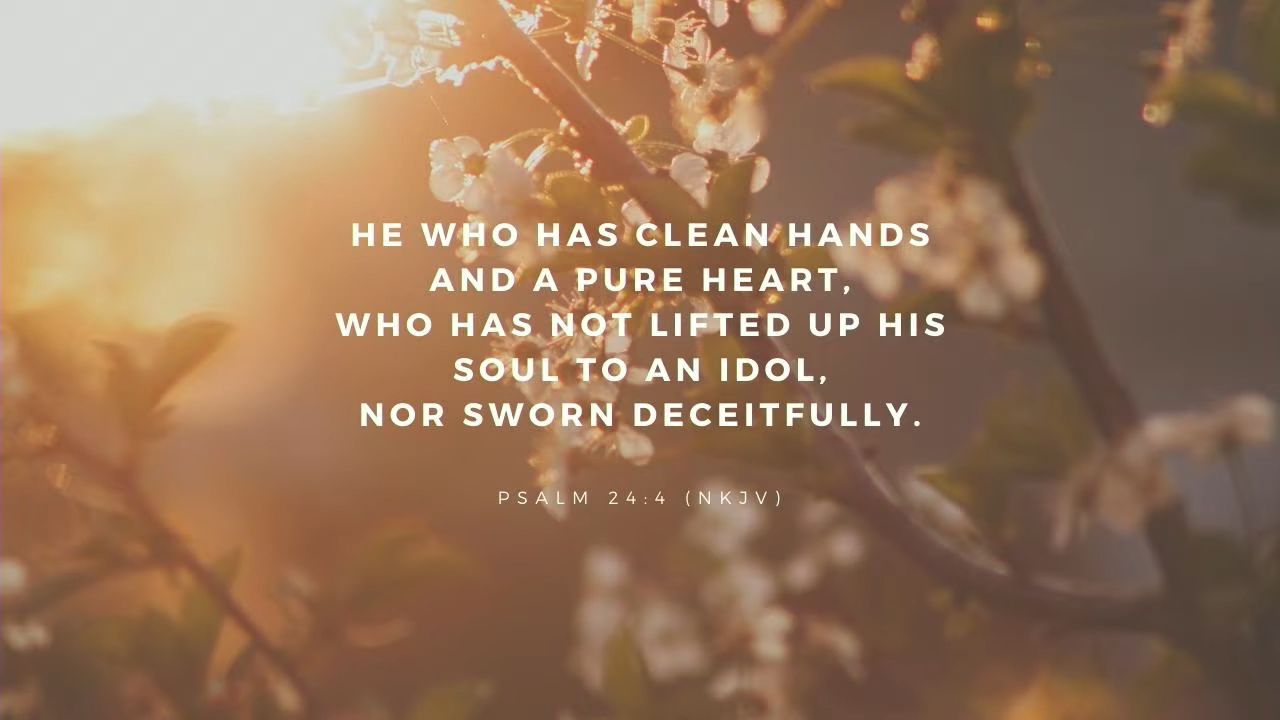 HE WHO HAS CLEAN HANDS
AND A PURE HEART,
WHO HAS NOT LIFTED UP HIS
SOUL TO AN IDOL,
NOR SWORN DECEITFULLY.
PSALM 24:4 (NKJV)